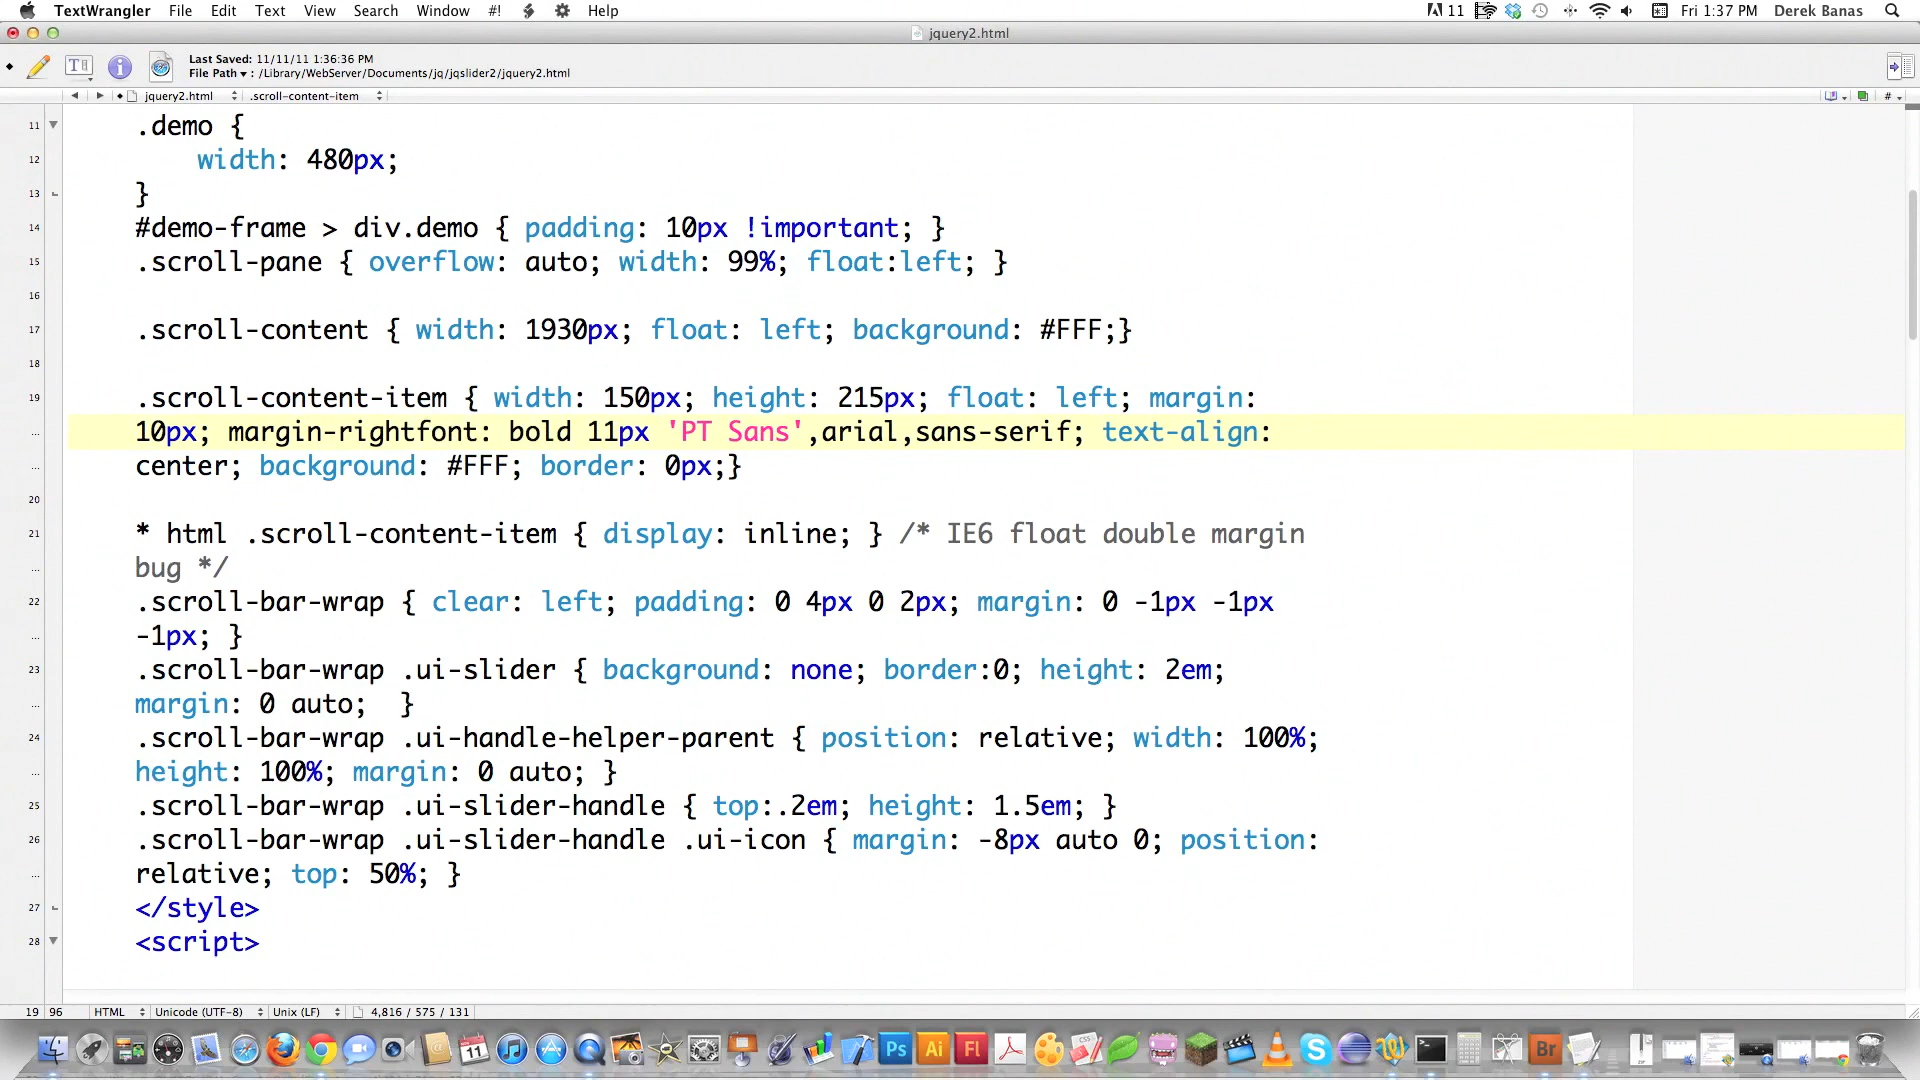 TextWrangler File Edit Text View Search Window #! Help 11 Fri 1:37 PM Derek Banas
jquery2.html
Last Saved: 11/11/11 1:36:36 PM
File Path ▾ : /Library/WebServer/Documents/jq/jqslider2/jquery2.html
jquery2.html .scroll-content-item #
11 .demo {
12 width: 480px;
13 }
14 #demo-frame > div.demo { padding: 10px !important; }
15 .scroll-pane { overflow: auto; width: 99%; float:left; }
16
17 .scroll-content { width: 1930px; float: left; background: #FFF;}
18
19 .scroll-content-item { width: 150px; height: 215px; float: left; margin:
... 10px; margin-rightfont: bold 11px 'PT Sans',arial,sans-serif; text-align:
... center; background: #FFF; border: 0px;}
20
21 * html .scroll-content-item { display: inline; } /* IE6 float double margin
... bug */
22 .scroll-bar-wrap { clear: left; padding: 0 4px 0 2px; margin: 0 -1px -1px
... -1px; }
23 .scroll-bar-wrap .ui-slider { background: none; border:0; height: 2em;
... margin: 0 auto;  }
24 .scroll-bar-wrap .ui-handle-helper-parent { position: relative; width: 100%;
... height: 100%; margin: 0 auto; }
25 .scroll-bar-wrap .ui-slider-handle { top:.2em; height: 1.5em; }
26 .scroll-bar-wrap .ui-slider-handle .ui-icon { margin: -8px auto 0; position:
... relative; top: 50%; }
27 </style>
28 <script>
19 96 HTML Unicode (UTF-8) Unix (LF) 4,816 / 575 / 131
11 Ps Ai Fl CSS Br